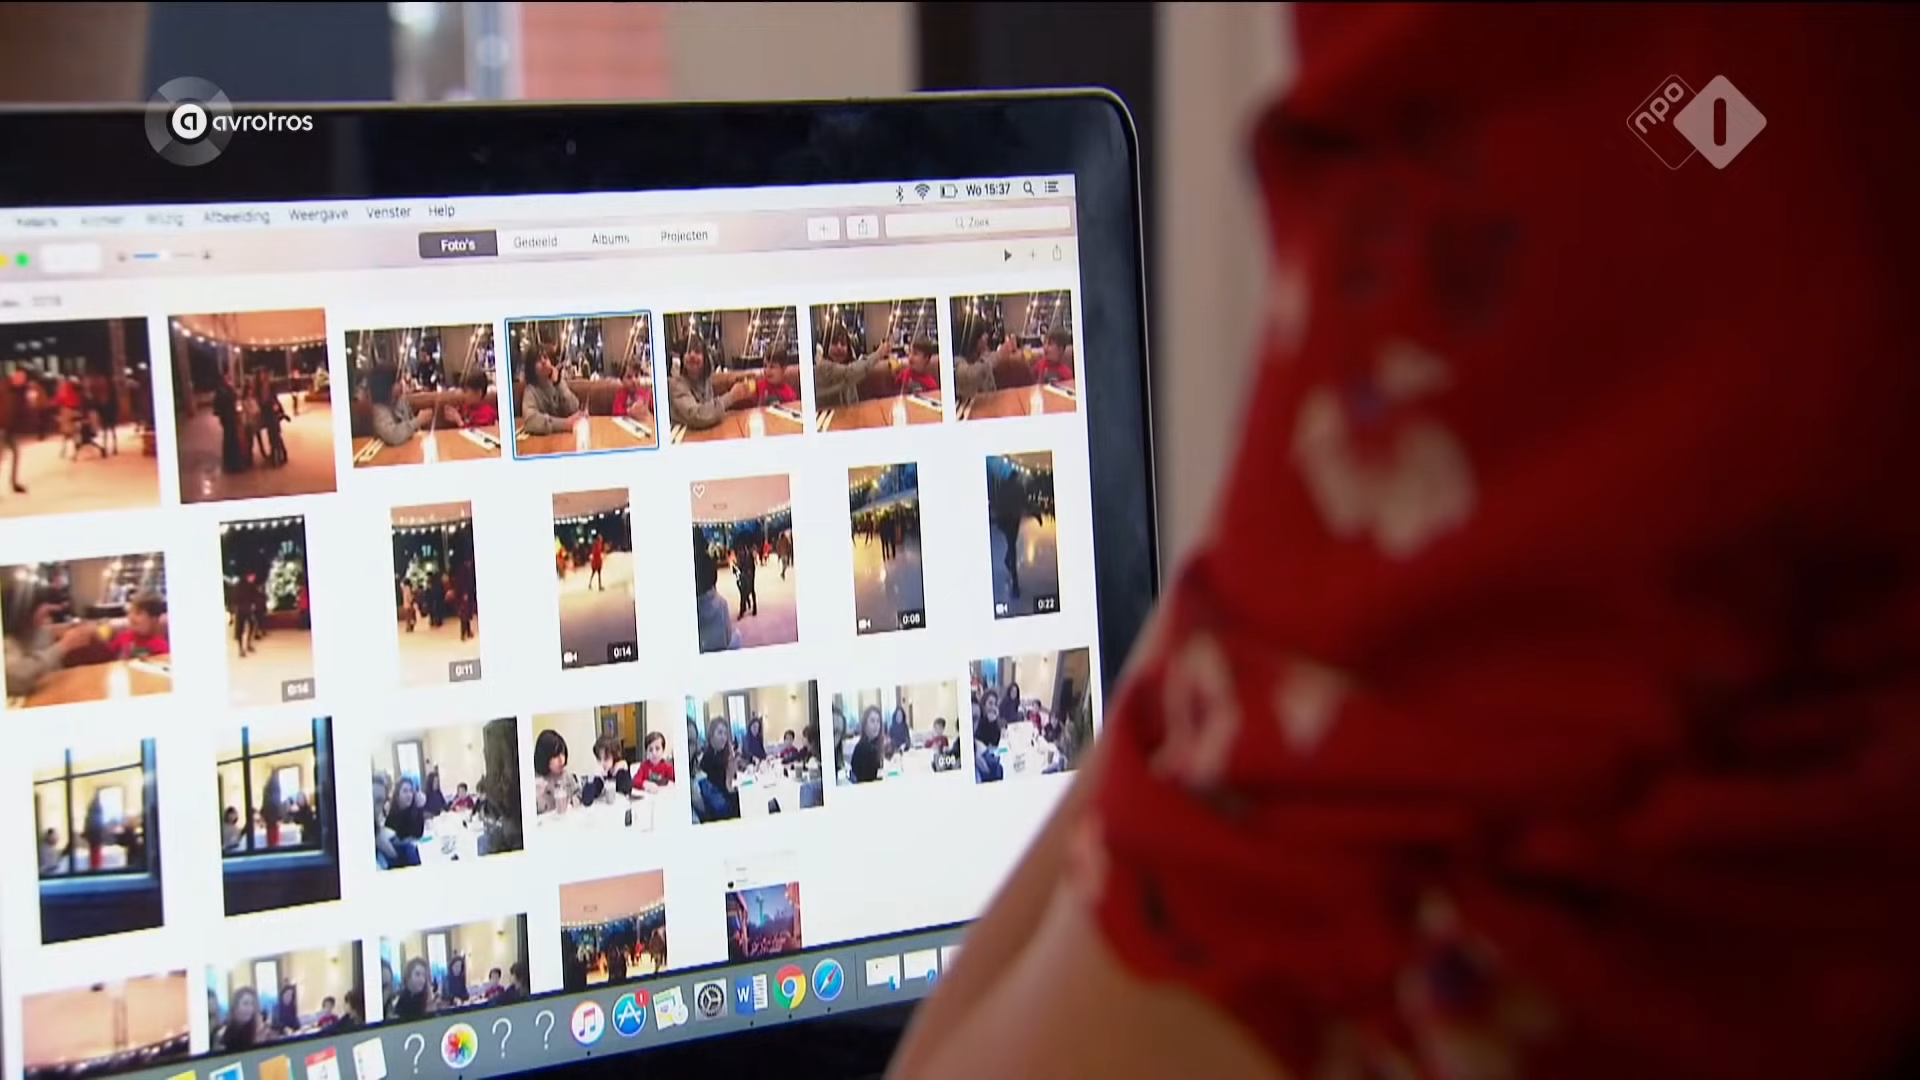 avrotros
npo 1
Wo 15:37
Afbeelding Weergave Venster Help
Zoek
Foto's Gedeeld Albums Projecten
0:14
0:11
0:14
0:08
0:22
W